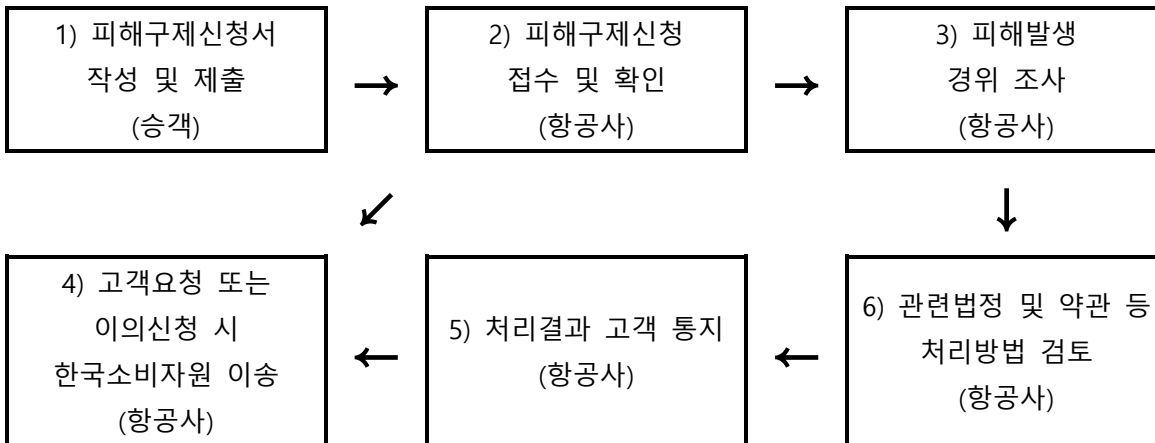 1) 피해구제신청서
작성 및 제출
(승객)
→
2) 피해구제신청
접수 및 확인
(항공사)
→
3) 피해발생
경위 조사
(항공사)
↙
↓
4) 고객요청 또는
이의신청 시
한국소비자원 이송
(항공사)
←
5) 처리결과 고객 통지
(항공사)
←
6) 관련법정 및 약관 등
처리방법 검토
(항공사)